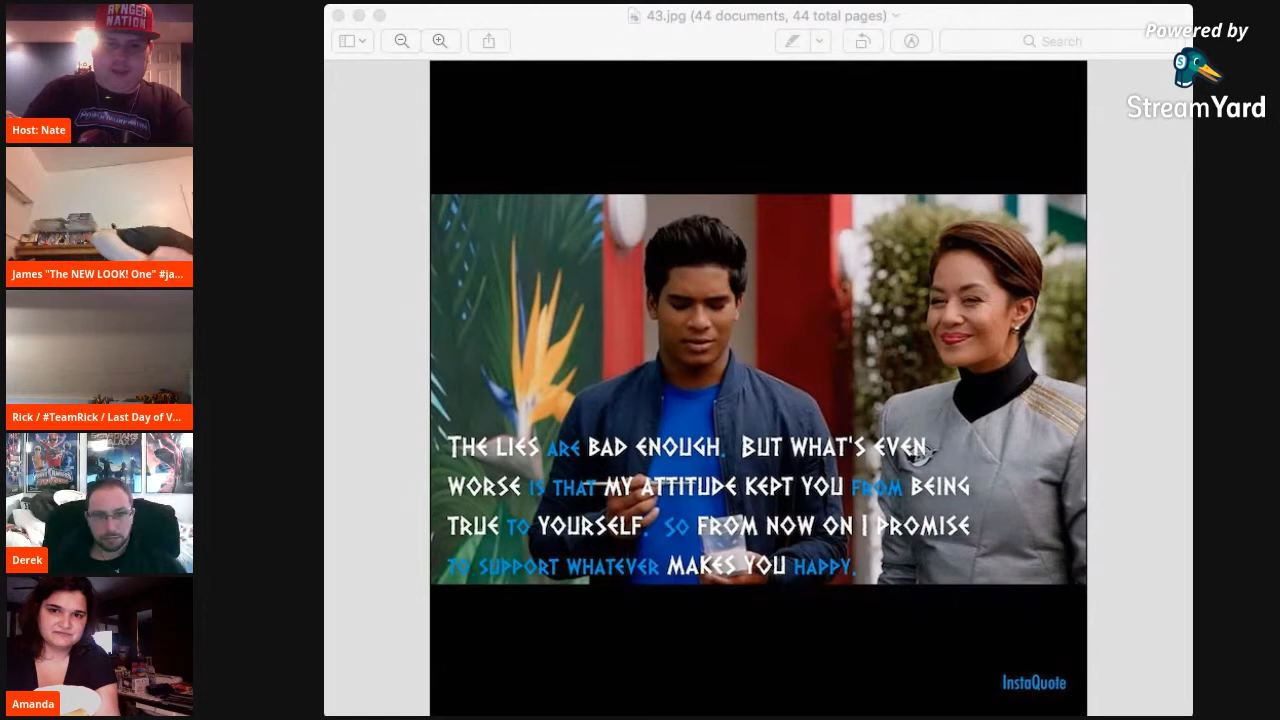 RANGER
NATION
Host: Nate
James "The NEW LOOK! One" #ja...
Rick / #TeamRick / Last Day of V...
Derek
Amanda
43.jpg (44 documents, 44 total pages)
Search
Powered by
StreamYard
THE LIES ARE BAD ENOUGH. BUT WHAT'S EVEN
WORSE IS THAT MY ATTITUDE KEPT YOU FROM BEING
TRUE TO YOURSELF. SO FROM NOW ON I PROMISE
TO SUPPORT WHATEVER MAKES YOU HAPPY.
InstaQuote